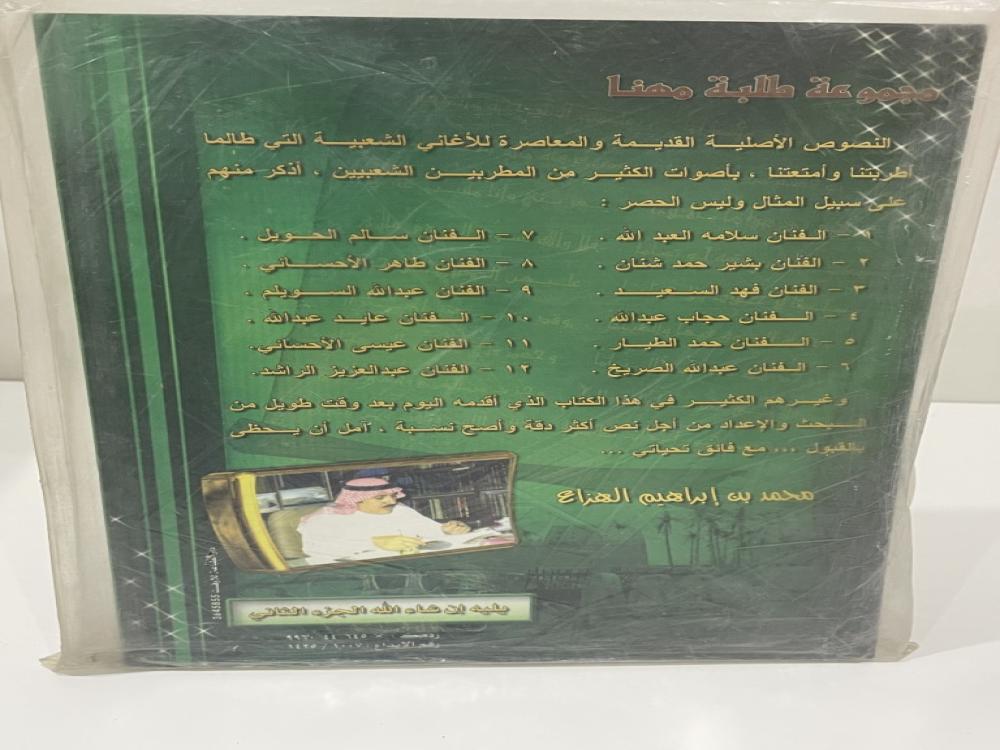 مجموعة طلبة مهنا
النصوص الأصلية القديمة والمعاصرة للأغاني الشعبية التي طالما
أطربتنا وأمتعتنا ، بأصوات الكثير من المطربين الشعبيين ، أذكر منهم
على سبيل المثال وليس الحصر :
١ - الفنان سلامه العبد الله .
٢ - الفنان بشير حمد شنان .
٣ - الفنان فهد السعيد .
٤ - الفنان حجاب عبدالله .
٥ - الفنان حمد الطيار .
٦ - الفنان عبدالله الصريخ .
٧ - الفنان سالم الحويل .
٨ - الفنان طاهر الأحسائي .
٩ - الفنان عبدالله السويلم .
١٠ - الفنان عايد عبدالله .
١١ - الفنان عيسى الأحسائي.
١٢ - الفنان عبدالعزيز الراشد.
وغيرهم الكثير في هذا الكتاب الذي أقدمه اليوم بعد وقت طويل من
البحث والإعداد من أجل نص أكثر دقة وأصح نسبة ، آمل أن يحظى
بالقبول ... مع فائق تحياتي ...
محمد بن إبراهيم الهزاع
يليه إن شاء الله الجزء الثاني
رقم الإيداع : ١٠٠٧ / ١٤٢٥